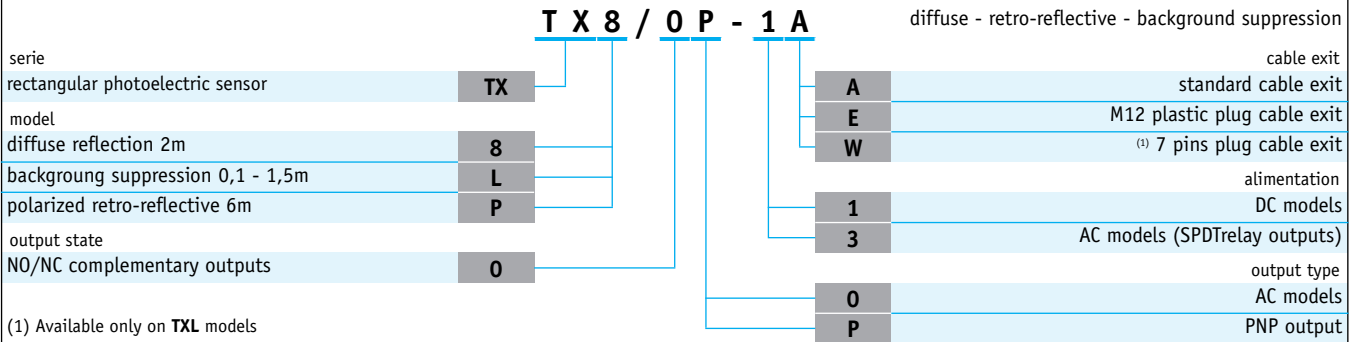 T X 8 / 0 P - 1 A
diffuse - retro-reflective - background suppression
serie
rectangular photoelectric sensor TX
model
diffuse reflection 2m 8
backgroung suppression 0,1 - 1,5m L
polarized retro-reflective 6m P
output state
NO/NC complementary outputs 0
(1) Available only on TXL models
cable exit
A standard cable exit
E M12 plastic plug cable exit
W (1) 7 pins plug cable exit
alimentation
1 DC models
3 AC models (SPDTrelay outputs)
output type
0 AC models
P PNP output